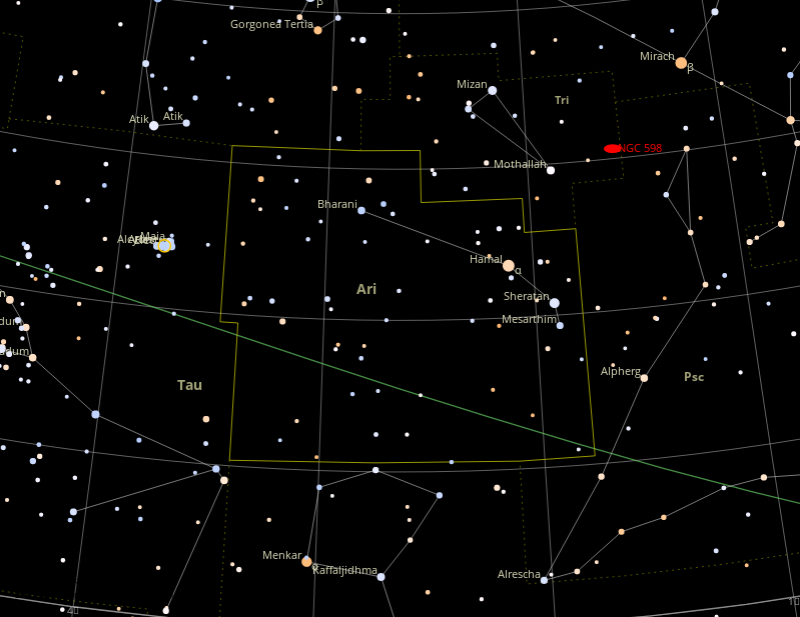 ρ
Gorgonea Tertia
Mirach
β
Mizan
Tri
Atik
Atik
NGC 598
Mothallah
Bharani
Maia
Hamal
α
Ari
Sheratan
Mesarthim
Tau
Alpherg
Psc
Menkar
α
Kaffaljidhma
Alrescha